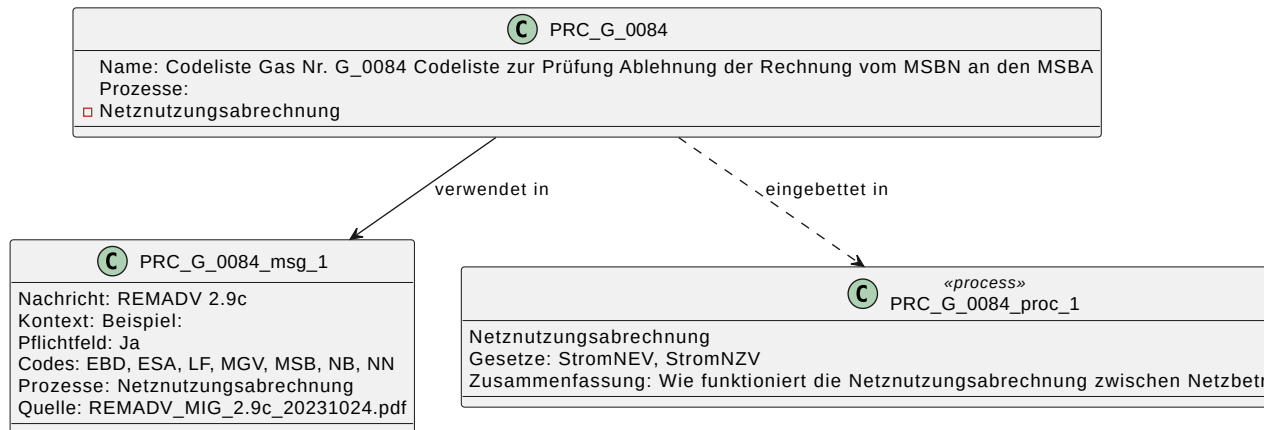 C PRC_G_0084
Name: Codeliste Gas Nr. G_0084 Codeliste zur Prüfung Ablehnung der Rechnung vom MSBN an den MSBA
Prozesse:
Netznutzungsabrechnung
verwendet in
eingebettet in
C PRC_G_0084_msg_1
Nachricht: REMADV 2.9c
Kontext: Beispiel:
Pflichtfeld: Ja
Codes: EBD, ESA, LF, MGV, MSB, NB, NN
Prozesse: Netznutzungsabrechnung
Quelle: REMADV_MIG_2.9c_20231024.pdf
C «process»
PRC_G_0084_proc_1
Netznutzungsabrechnung
Gesetze: StromNEV, StromNZV
Zusammenfassung: Wie funktioniert die Netznutzungsabrechnung zwischen